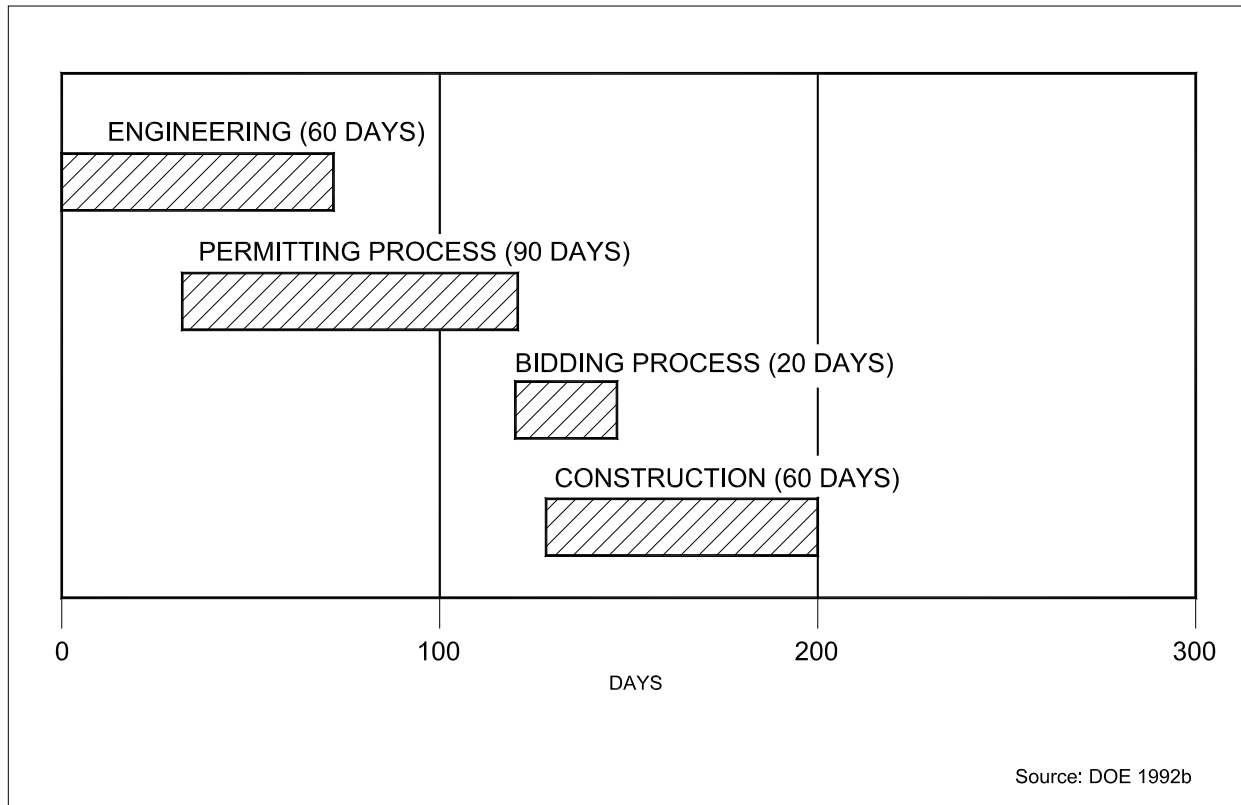 ENGINEERING (60 DAYS)
PERMITTING PROCESS (90 DAYS)
BIDDING PROCESS (20 DAYS)
CONSTRUCTION (60 DAYS)
0 100 200 300
DAYS
Source: DOE 1992b